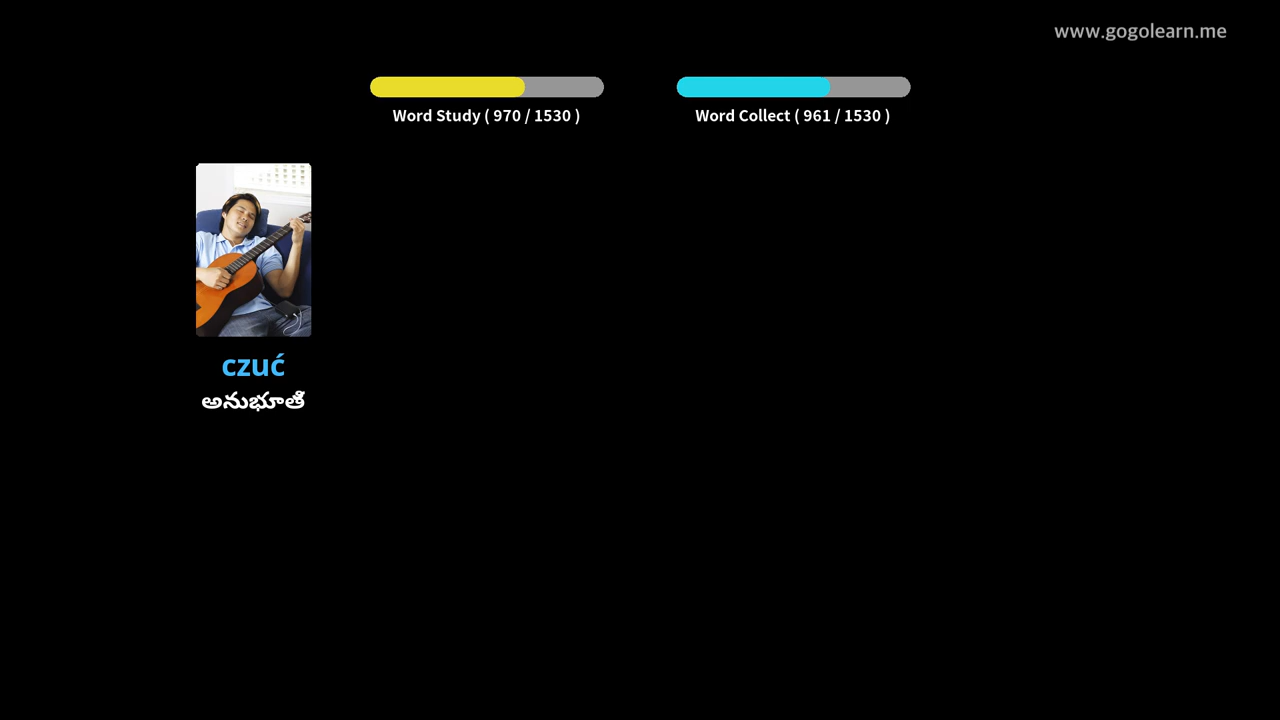 www.gogolearn.me
Word Study ( 970 / 1530 )
Word Collect ( 961 / 1530 )
czuć
అనుభూతి